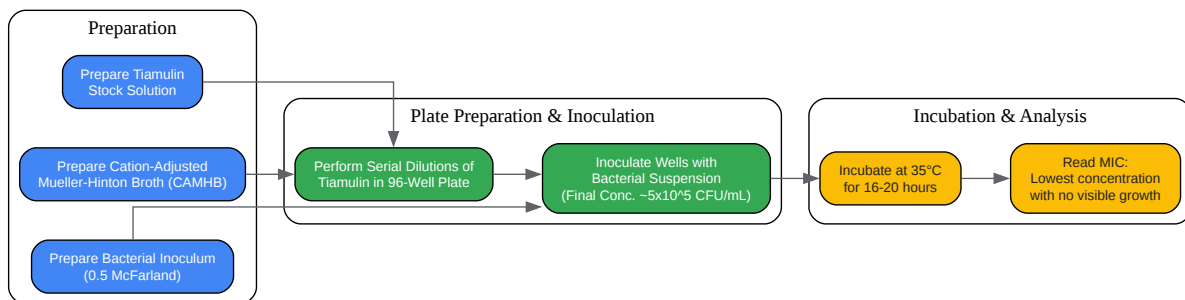 Preparation
Prepare Tiamulin
Stock Solution
Prepare Cation-Adjusted
Mueller-Hinton Broth (CAMHB)
Prepare Bacterial Inoculum
(0.5 McFarland)
Plate Preparation & Inoculation
Perform Serial Dilutions of
Tiamulin in 96-Well Plate
Inoculate Wells with
Bacterial Suspension
(Final Conc. ~5x10^5 CFU/mL)
Incubation & Analysis
Incubate at 35°C
for 16-20 hours
Read MIC:
Lowest concentration
with no visible growth